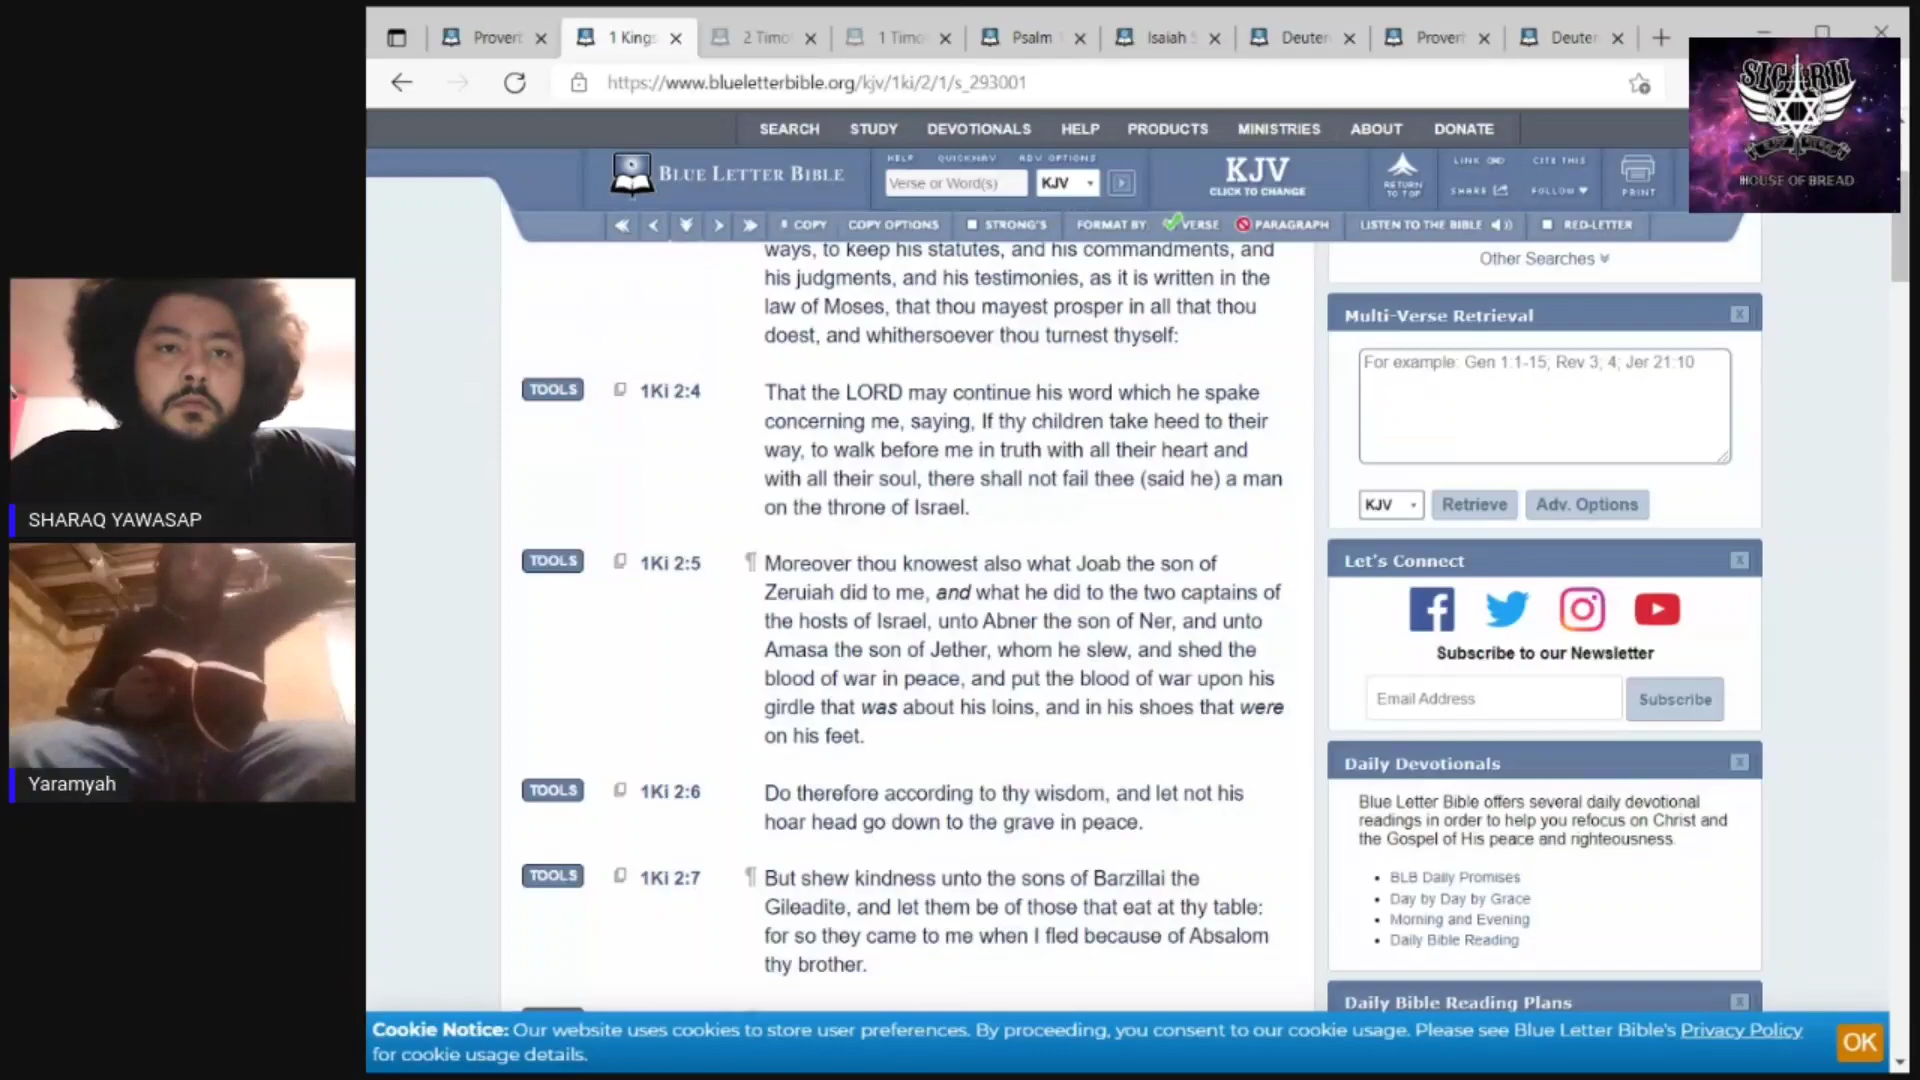 Provert
1 King
2 Timo
1 Timo
Psalm
Isaiah 5
Deuter
Provert
Deuter
https://www.blueletterbible.org/kjv/1ki/2/1/s_293001
SICARII
HOUSE OF BREAD
SEARCH STUDY DEVOTIONALS HELP PRODUCTS MINISTRIES ABOUT DONATE
BLUE LETTER BIBLE
HELP QUICKNAV ADV OPTIONS
Verse or Word(s)
KJV
KJV
CLICK TO CHANGE
RETURN
TO TOP
LINK
CITE THIS
SHARE
FOLLOW
PRINT
COPY COPY OPTIONS STRONG'S FORMAT BY VERSE PARAGRAPH LISTEN TO THE BIBLE RED-LETTER
ways, to keep his statutes, and his commandments, and
his judgments, and his testimonies, as it is written in the
law of Moses, that thou mayest prosper in all that thou
doest, and whithersoever thou turnest thyself:
TOOLS 1Ki 2:4 That the LORD may continue his word which he spake
concerning me, saying, If thy children take heed to their
way, to walk before me in truth with all their heart and
with all their soul, there shall not fail thee (said he) a man
on the throne of Israel.
TOOLS 1Ki 2:5 ¶ Moreover thou knowest also what Joab the son of
Zeruiah did to me, and what he did to the two captains of
the hosts of Israel, unto Abner the son of Ner, and unto
Amasa the son of Jether, whom he slew, and shed the
blood of war in peace, and put the blood of war upon his
girdle that was about his loins, and in his shoes that were
on his feet.
TOOLS 1Ki 2:6 Do therefore according to thy wisdom, and let not his
hoar head go down to the grave in peace.
TOOLS 1Ki 2:7 ¶ But shew kindness unto the sons of Barzillai the
Gileadite, and let them be of those that eat at thy table:
for so they came to me when I fled because of Absalom
thy brother.
Other Searches
Multi-Verse Retrieval
For example: Gen 1:1-15; Rev 3; 4; Jer 21:10
KJV Retrieve Adv. Options
Let's Connect
Subscribe to our Newsletter
Email Address Subscribe
Daily Devotionals
Blue Letter Bible offers several daily devotional
readings in order to help you refocus on Christ and
the Gospel of His peace and righteousness.
• BLB Daily Promises
• Day by Day by Grace
• Morning and Evening
• Daily Bible Reading
Daily Bible Reading Plans
Cookie Notice: Our website uses cookies to store user preferences. By proceeding, you consent to our cookie usage. Please see Blue Letter Bible's Privacy Policy
for cookie usage details.
OK
SHARAQ YAWASAP
Yaramyah